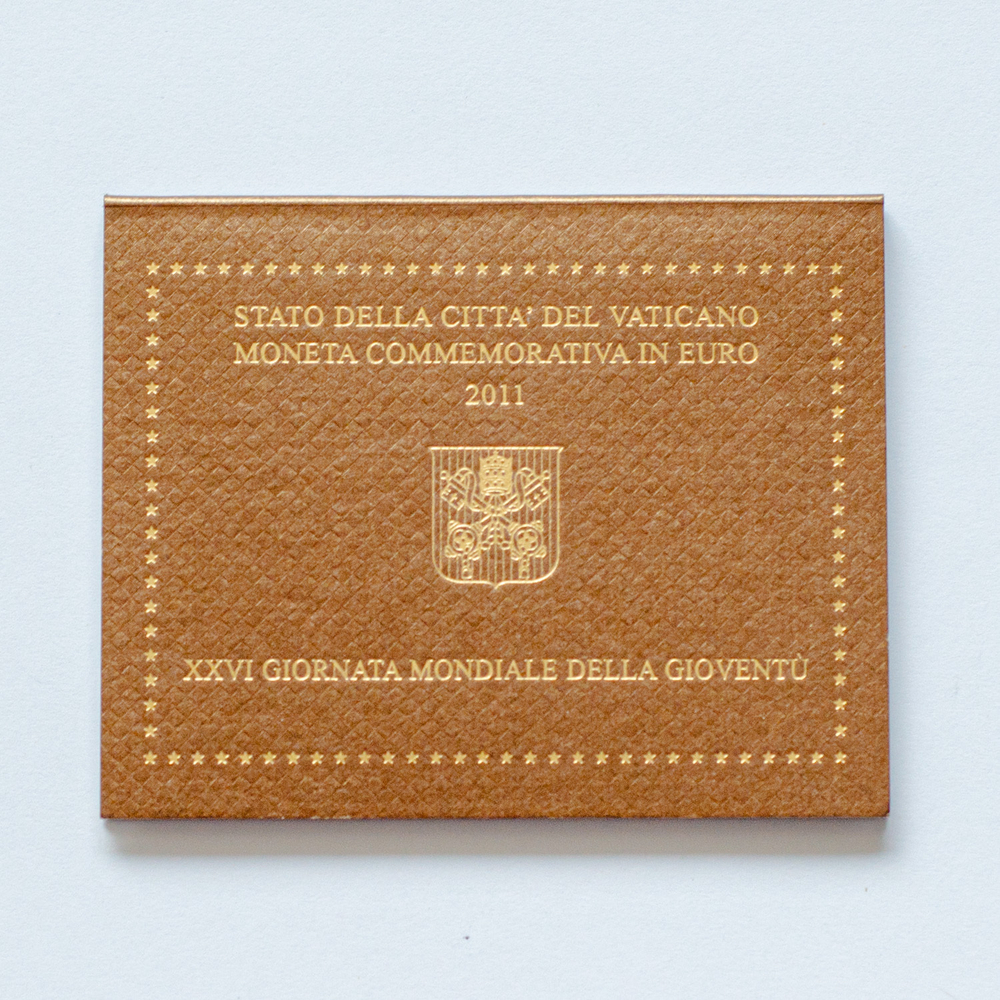 STATO DELLA CITTA' DEL VATICANO
MONETA COMMEMORATIVA IN EURO
2011
XXVI GIORNATA MONDIALE DELLA GIOVENTÙ